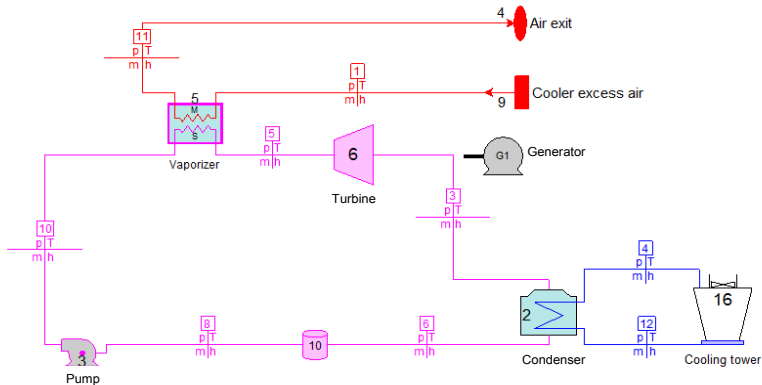 4
Air exit
11
p T
m h
1
p T
m h
9
Cooler excess air
5
M
S
Vaporizer
5
p T
m h
6
Turbine
G1
Generator
3
p T
m h
10
p T
m h
4
p T
m h
16
Cooling tower
2
Condenser
12
p T
m h
8
p T
m h
10
6
p T
m h
3
Pump